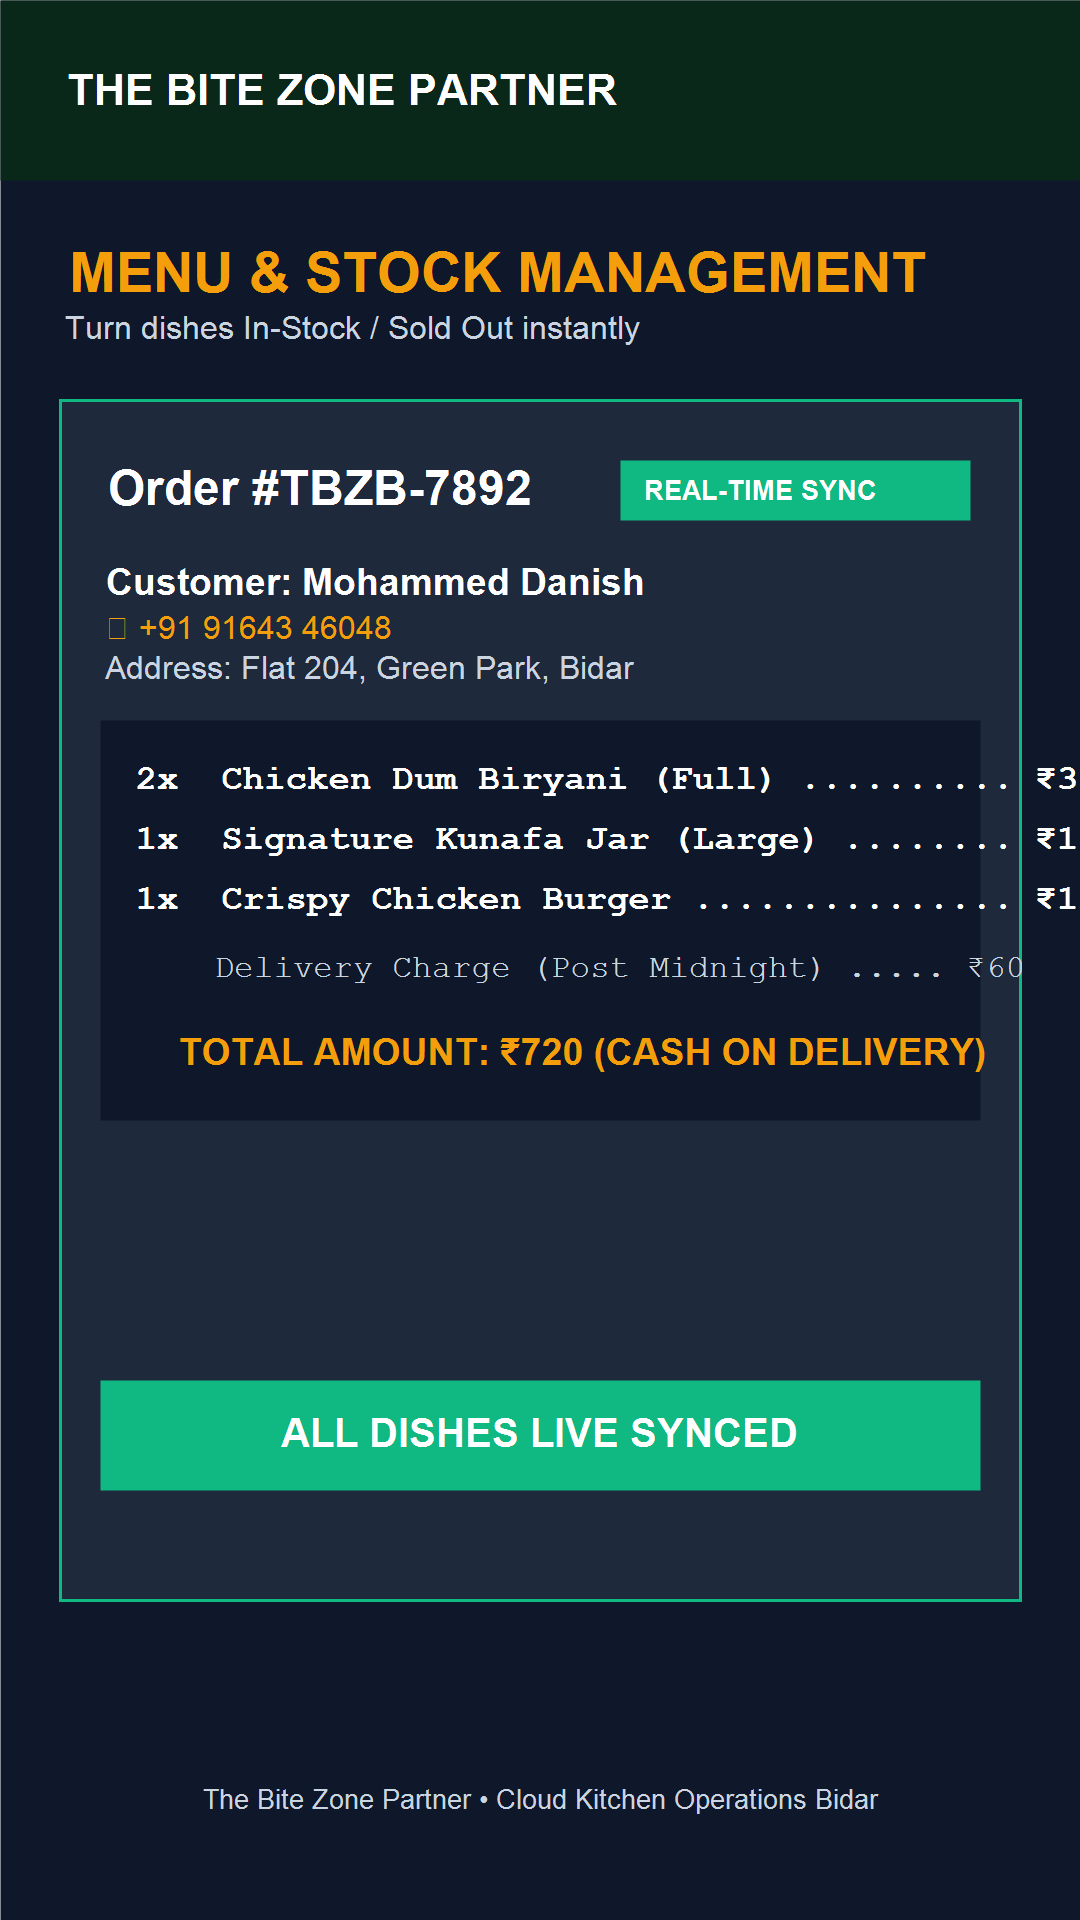 THE BITE ZONE PARTNER
MENU & STOCK MANAGEMENT
Turn dishes In-Stock / Sold Out instantly
Order #TBZB-7892
REAL-TIME SYNC
Customer: Mohammed Danish
+91 91643 46048
Address: Flat 204, Green Park, Bidar
2x Chicken Dum Biryani (Full) .......... ₹3
1x Signature Kunafa Jar (Large) ........ ₹1
1x Crispy Chicken Burger ............... ₹1
Delivery Charge (Post Midnight) ..... ₹60
TOTAL AMOUNT: ₹720 (CASH ON DELIVERY)
ALL DISHES LIVE SYNCED
The Bite Zone Partner • Cloud Kitchen Operations Bidar